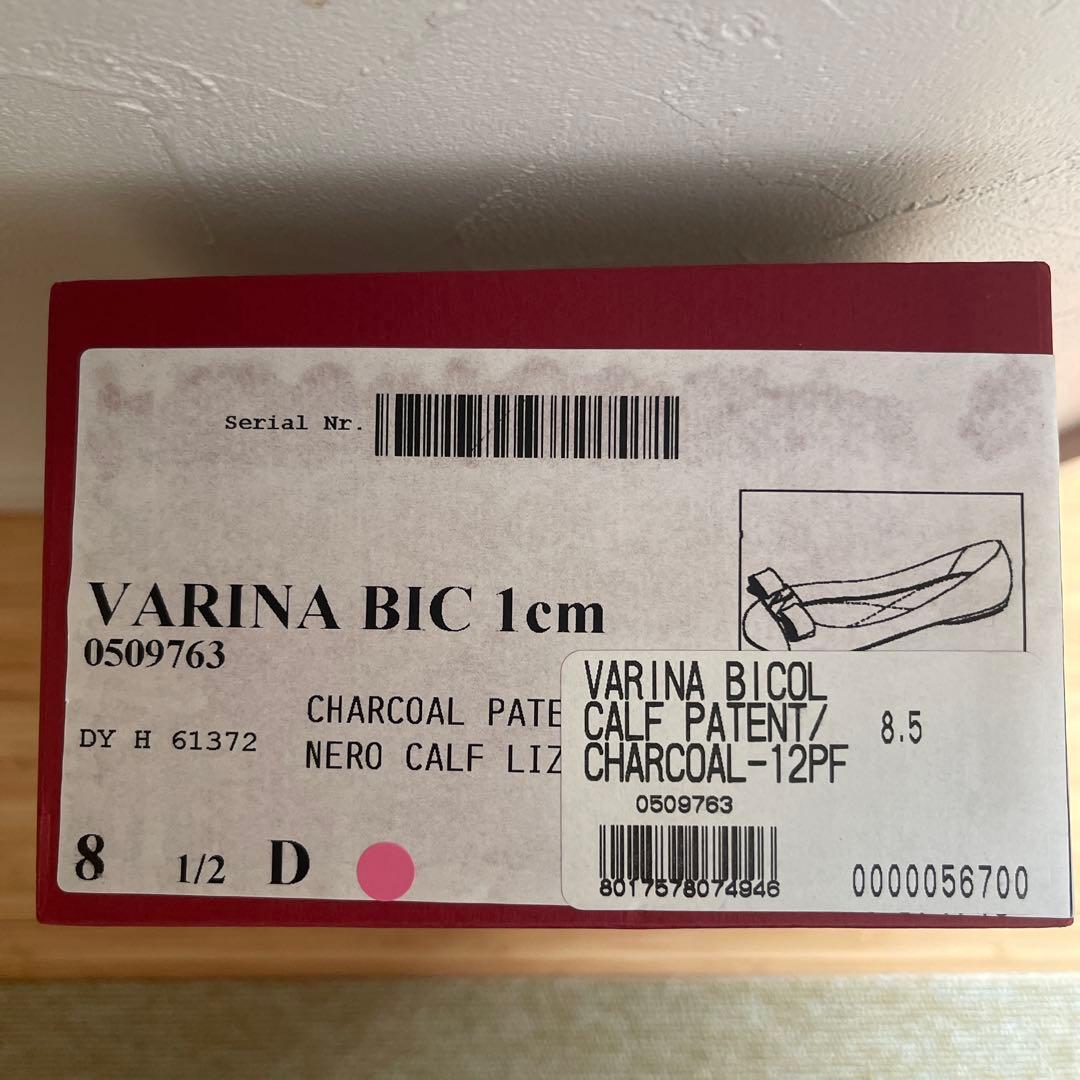 Serial Nr.
VARINA BIC 1cm
0509763
CHARCOAL PATE
DY H 61372
NERO CALF LIZ
8 1/2 D
VARINA BICOL
CALF PATENT/
CHARCOAL-12PF
8.5
0509763
8017578074946
0000056700